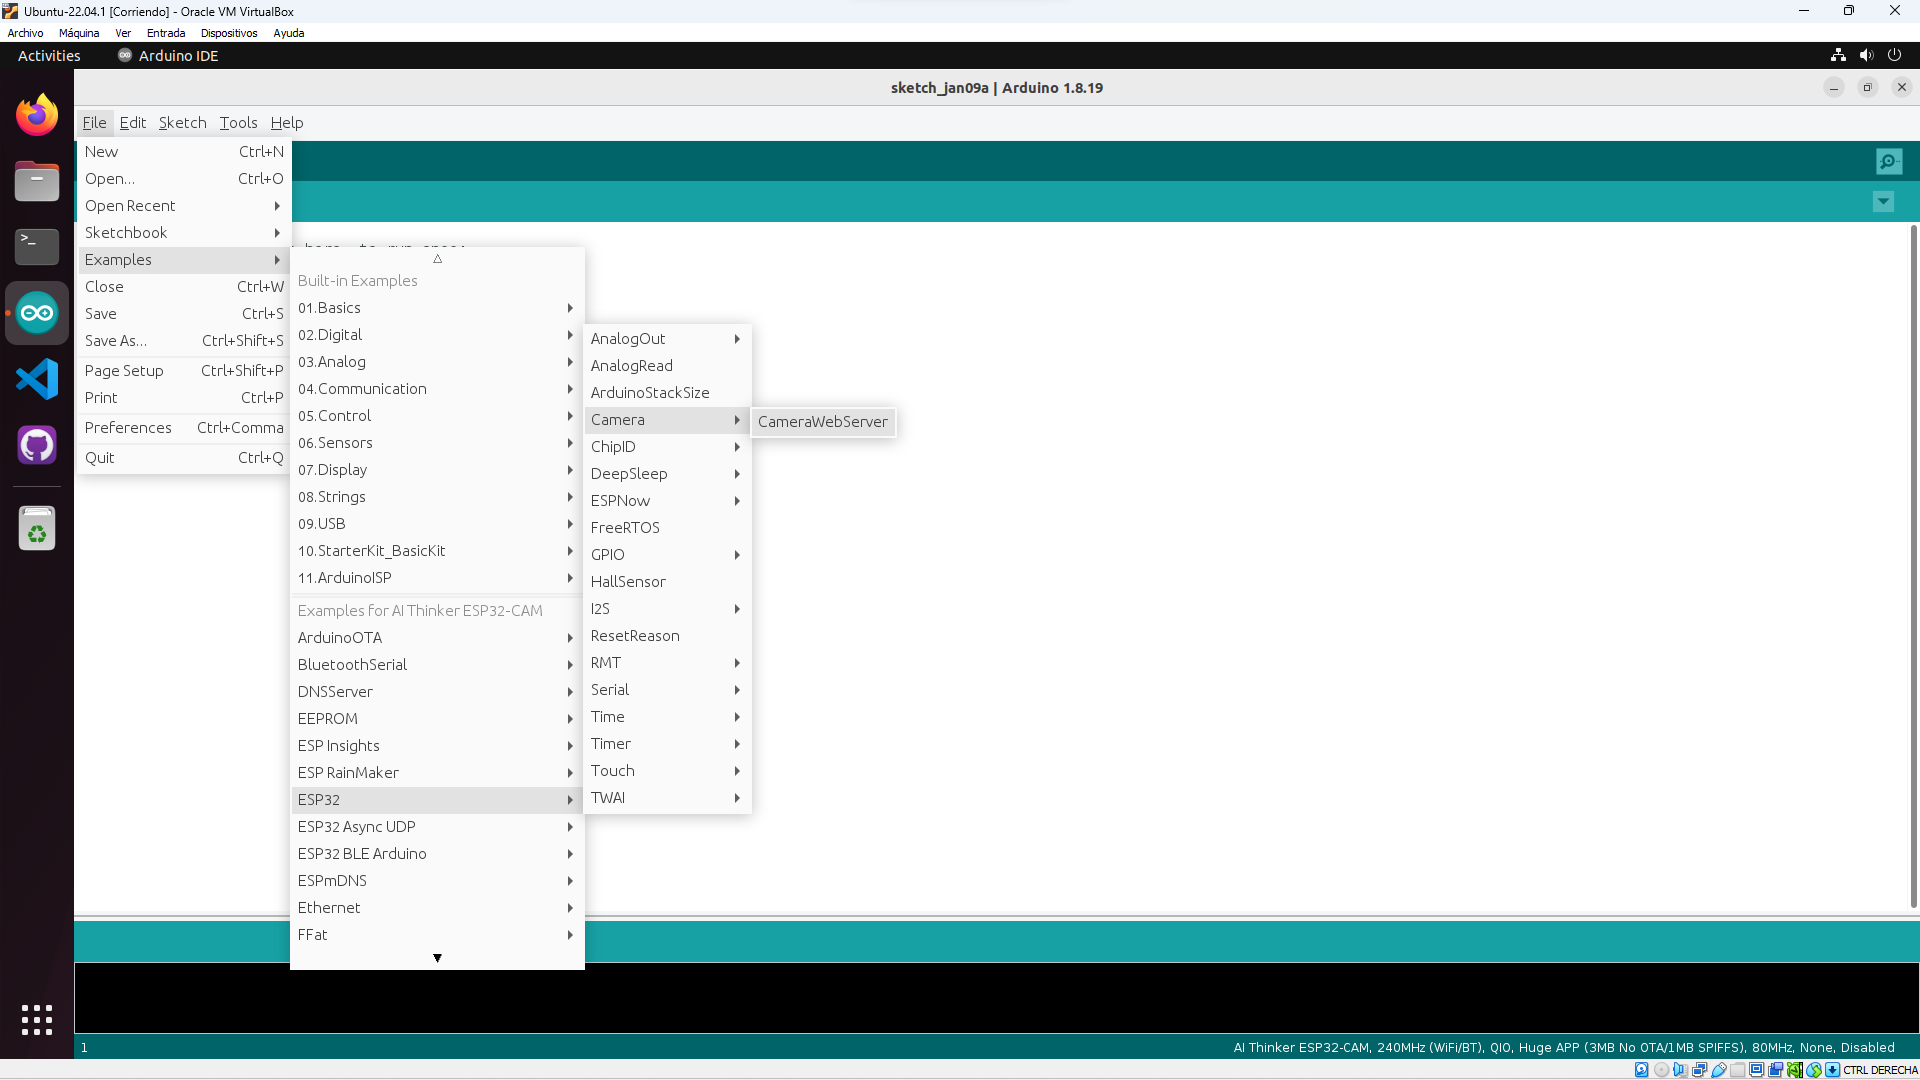 Ubuntu-22.04.1 [Corriendo] - Oracle VM VirtualBox
Archivo Máquina Ver Entrada Dispositivos Ayuda
Activities Arduino IDE
sketch_jan09a | Arduino 1.8.19
File Edit Sketch Tools Help
New Ctrl+N
Open... Ctrl+O
Open Recent
Sketchbook
Examples
Close Ctrl+W
Save Ctrl+S
Save As... Ctrl+Shift+S
Page Setup Ctrl+Shift+P
Print Ctrl+P
Preferences Ctrl+Comma
Quit Ctrl+Q
Built-in Examples
01.Basics
02.Digital
03.Analog
04.Communication
05.Control
06.Sensors
07.Display
08.Strings
09.USB
10.StarterKit_BasicKit
11.ArduinoISP
Examples for AI Thinker ESP32-CAM
ArduinoOTA
BluetoothSerial
DNSServer
EEPROM
ESP Insights
ESP RainMaker
ESP32
ESP32 Async UDP
ESP32 BLE Arduino
ESPmDNS
Ethernet
FFat
AnalogOut
AnalogRead
ArduinoStackSize
Camera
ChipID
DeepSleep
ESPNow
FreeRTOS
GPIO
HallSensor
I2S
ResetReason
RMT
Serial
Time
Timer
Touch
TWAI
CameraWebServer
1
AI Thinker ESP32-CAM, 240MHz (WiFi/BT), QIO, Huge APP (3MB No OTA/1MB SPIFFS), 80MHz, None, Disabled
CTRL DERECHA